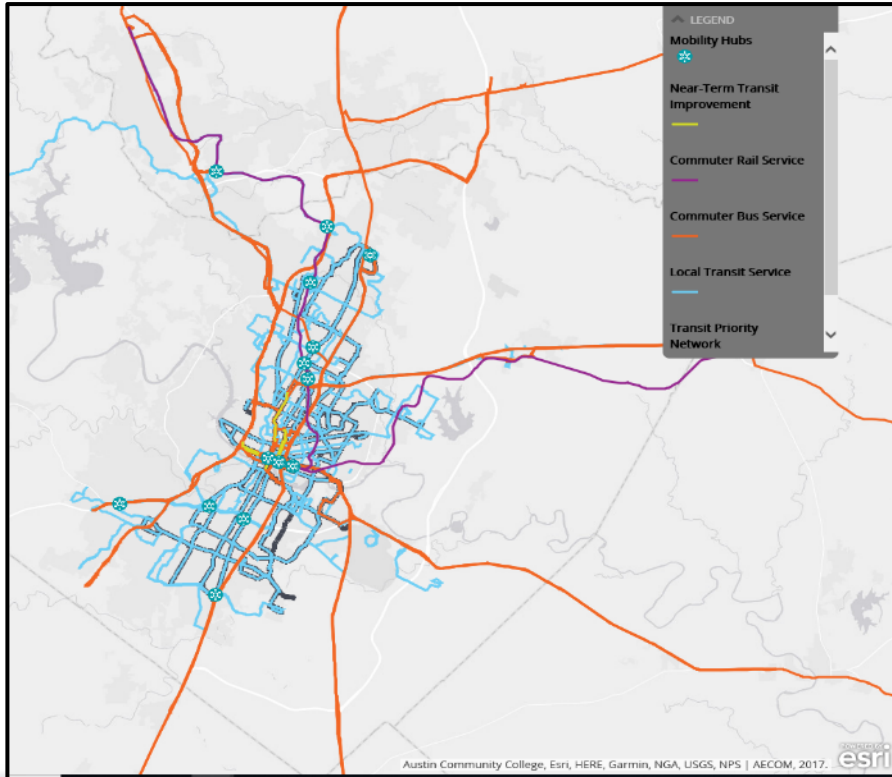 LEGEND
Mobility Hubs
Near-Term Transit
Improvement
Commuter Rail Service
Commuter Bus Service
Local Transit Service
Transit Priority
Network
Austin Community College, Esri, HERE, Garmin, NGA, USGS, NPS | AECOM, 2017.
esri